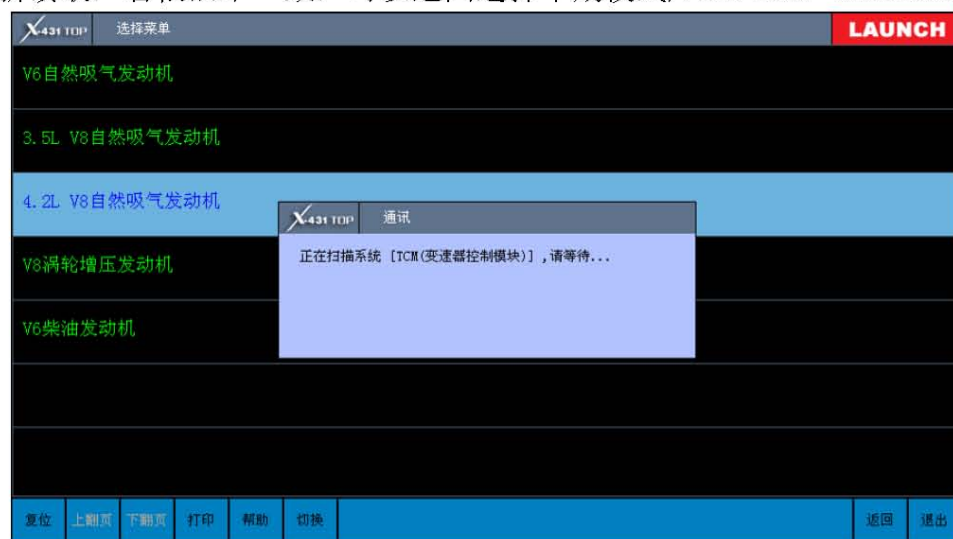 X-431 TOP 选择菜单 LAUNCH
V6自然吸气发动机
3.5L V8自然吸气发动机
4.2L V8自然吸气发动机
X-431 TOP 通讯
正在扫描系统 [TCM(变速器控制模块)] ,请等待...
V8涡轮增压发动机
V6柴油发动机
复位 上翻页 下翻页 打印 帮助 切换 返回 退出